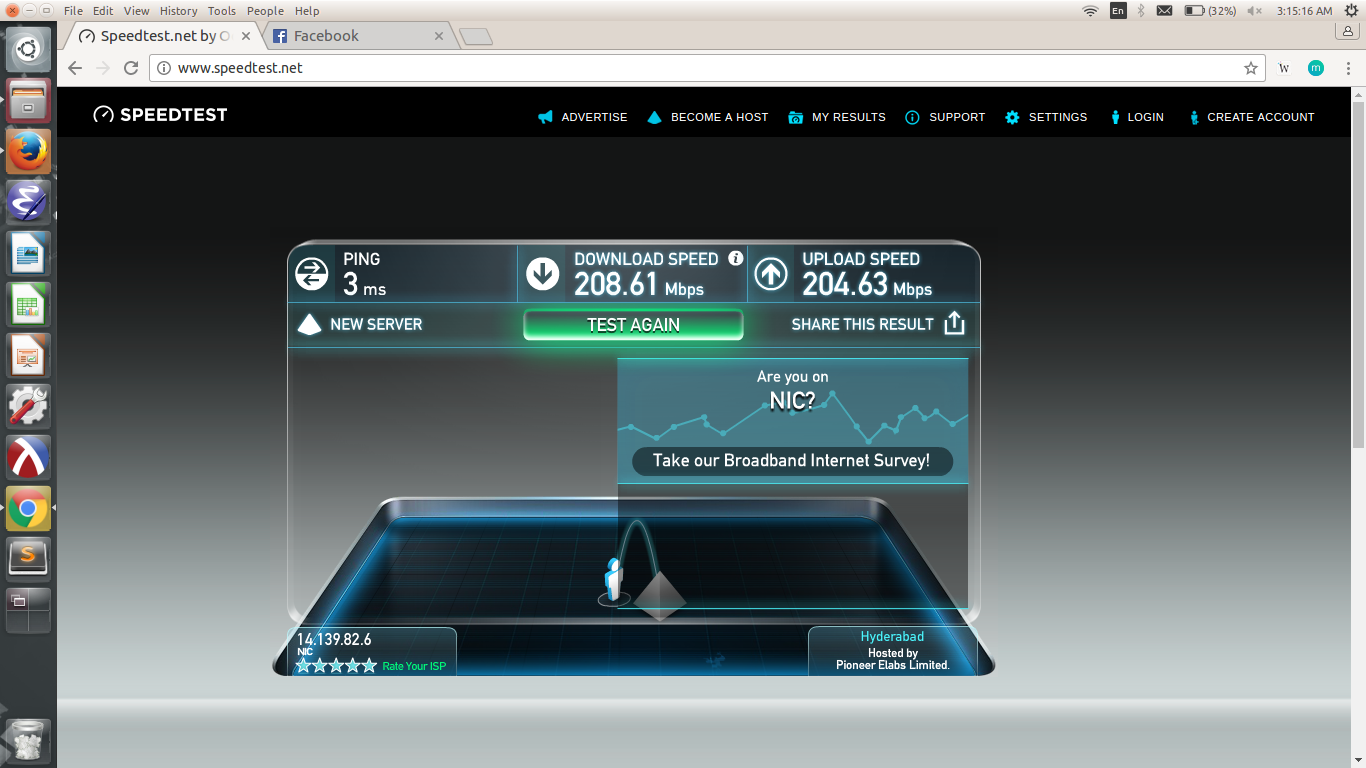 File Edit View History Tools People Help
En (32%) 3:15:16 AM
Speedtest.net by O
Facebook
www.speedtest.net
W
m
SPEEDTEST
ADVERTISE
BECOME A HOST
MY RESULTS
SUPPORT
SETTINGS
LOGIN
CREATE ACCOUNT
PING
3 ms
DOWNLOAD SPEED
208.61 Mbps
UPLOAD SPEED
204.63 Mbps
NEW SERVER
TEST AGAIN
SHARE THIS RESULT
Are you on
NIC?
Take our Broadband Internet Survey!
14.139.82.6
NIC
Rate Your ISP
Hyderabad
Hosted by
Pioneer Elabs Limited.